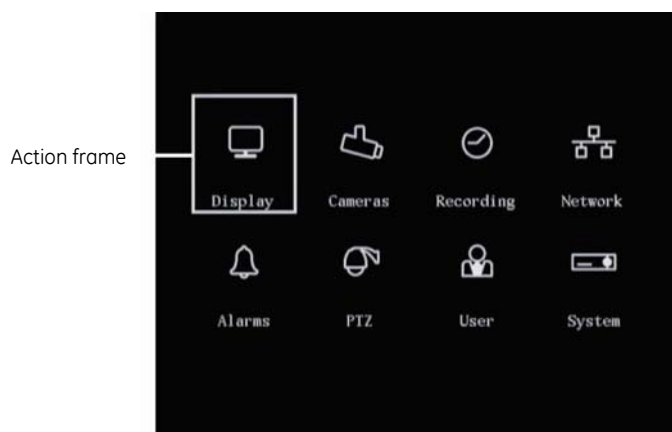 Action frame
Display Cameras Recording Network
Alarms PTZ User System